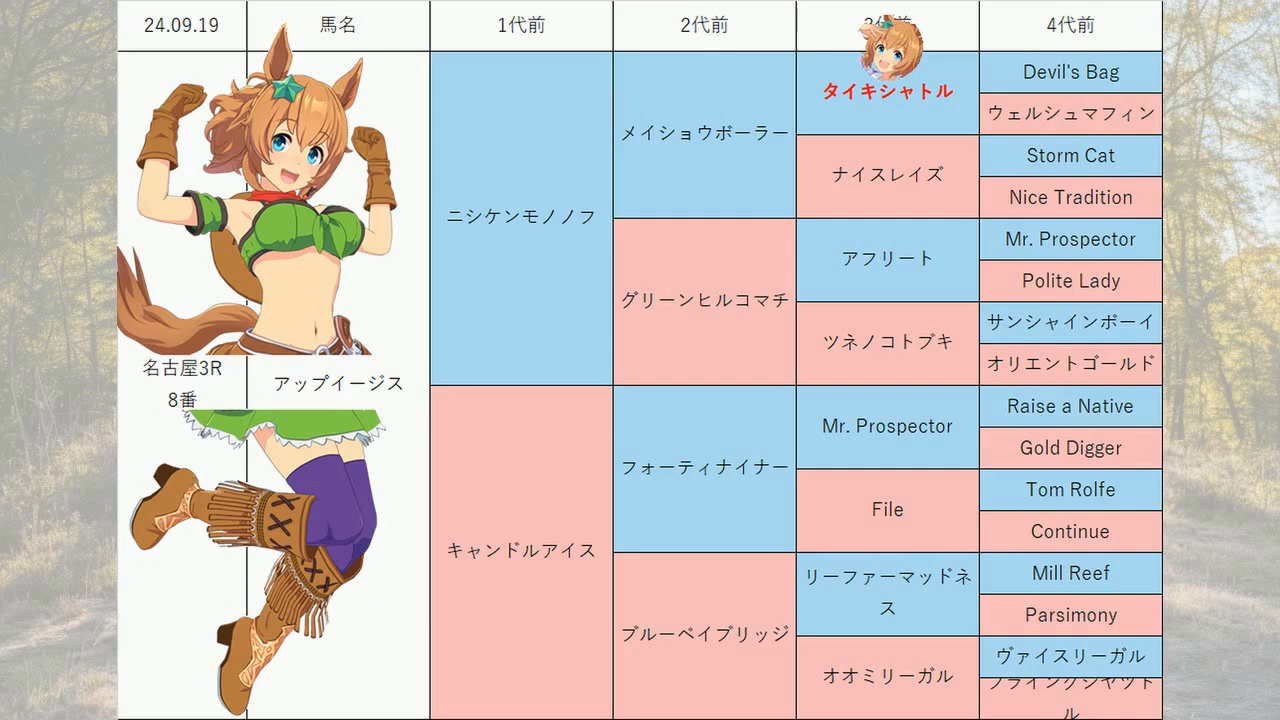 24.09.19
馬名
1代前
2代前
4代前
名古屋3R
8番
アップイージス
ニシケンモノノフ
キャンドルアイス
メイショウボーラー
グリーンヒルコマチ
フォーティナイナー
ブルーベイブリッジ
タイキシャトル
ナイスレイズ
アフリート
ツネノコトブキ
Mr. Prospector
File
リーファーマッドネ
ス
オオミリーガル
Devil's Bag
ウェルシュマフィン
Storm Cat
Nice Tradition
Mr. Prospector
Polite Lady
サンシャインボーイ
オリエントゴールド
Raise a Native
Gold Digger
Tom Rolfe
Continue
Mill Reef
Parsimony
ヴァイスリーガル